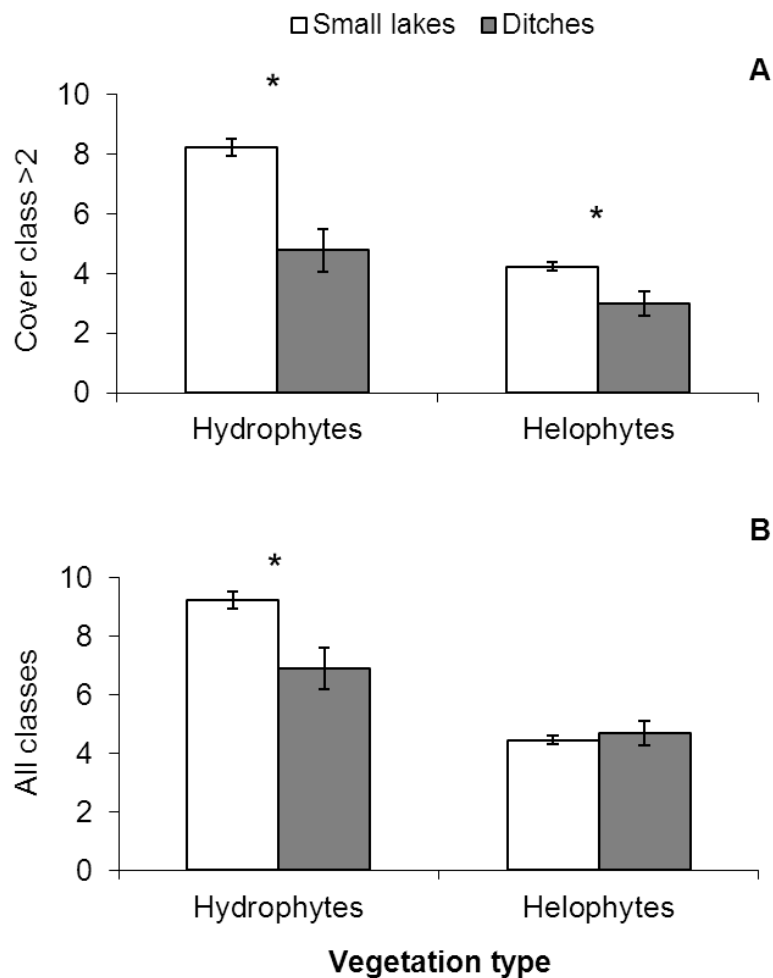 Small lakes Ditches
A
*
*
10
8
6
4
2
0
Cover class >2
Hydrophytes Helophytes
B
*
10
8
6
4
2
0
All classes
Hydrophytes Helophytes
Vegetation type